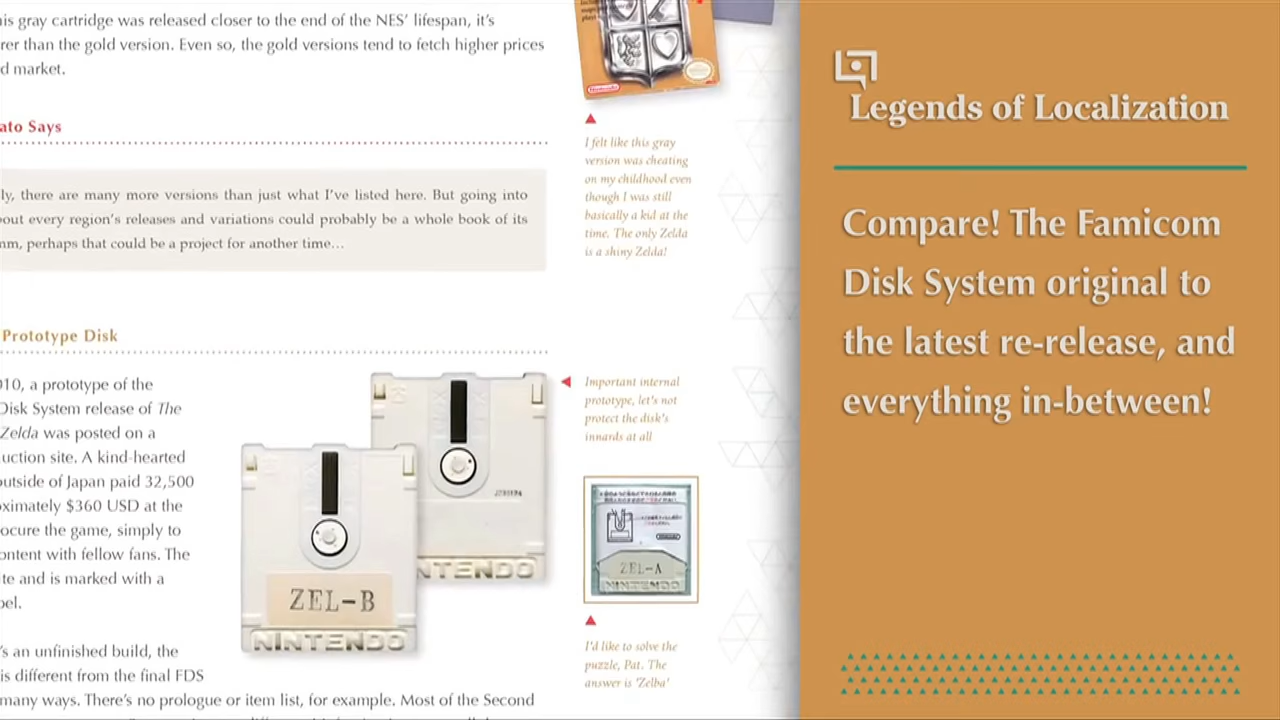 his gray cartridge was released closer to the end of the NES' lifespan, it's
rer than the gold version. Even so, the gold versions tend to fetch higher prices
d market.
ato Says
ly, there are many more versions than just what I've listed here. But going into
bout every region's releases and variations could probably be a whole book of its
mm, perhaps that could be a project for another time…
Prototype Disk
010, a prototype of the
Disk System release of The
Zelda was posted on a
uction site. A kind-hearted
outside of Japan paid 32,500
oximately $360 USD at the
ocure the game, simply to
ontent with fellow fans. The
ite and is marked with a
bel.
's an unfinished build, the
is different from the final FDS
many ways. There's no prologue or item list, for example. Most of the Second
Nintendo
I felt like this gray
version was cheating
on my childhood even
though I was still
basically a kid at the
time. The only Zelda
is a shiny Zelda!
NINTENDO
ZEL-B
NINTENDO
Important internal
prototype, let's not
protect the disk's
innards at all
Nintendo
ZEL-A
NINTENDO
I'd like to solve the
puzzle, Pat. The
answer is 'Zelba'
Legends of Localization
Compare! The Famicom
Disk System original to
the latest re-release, and
everything in-between!